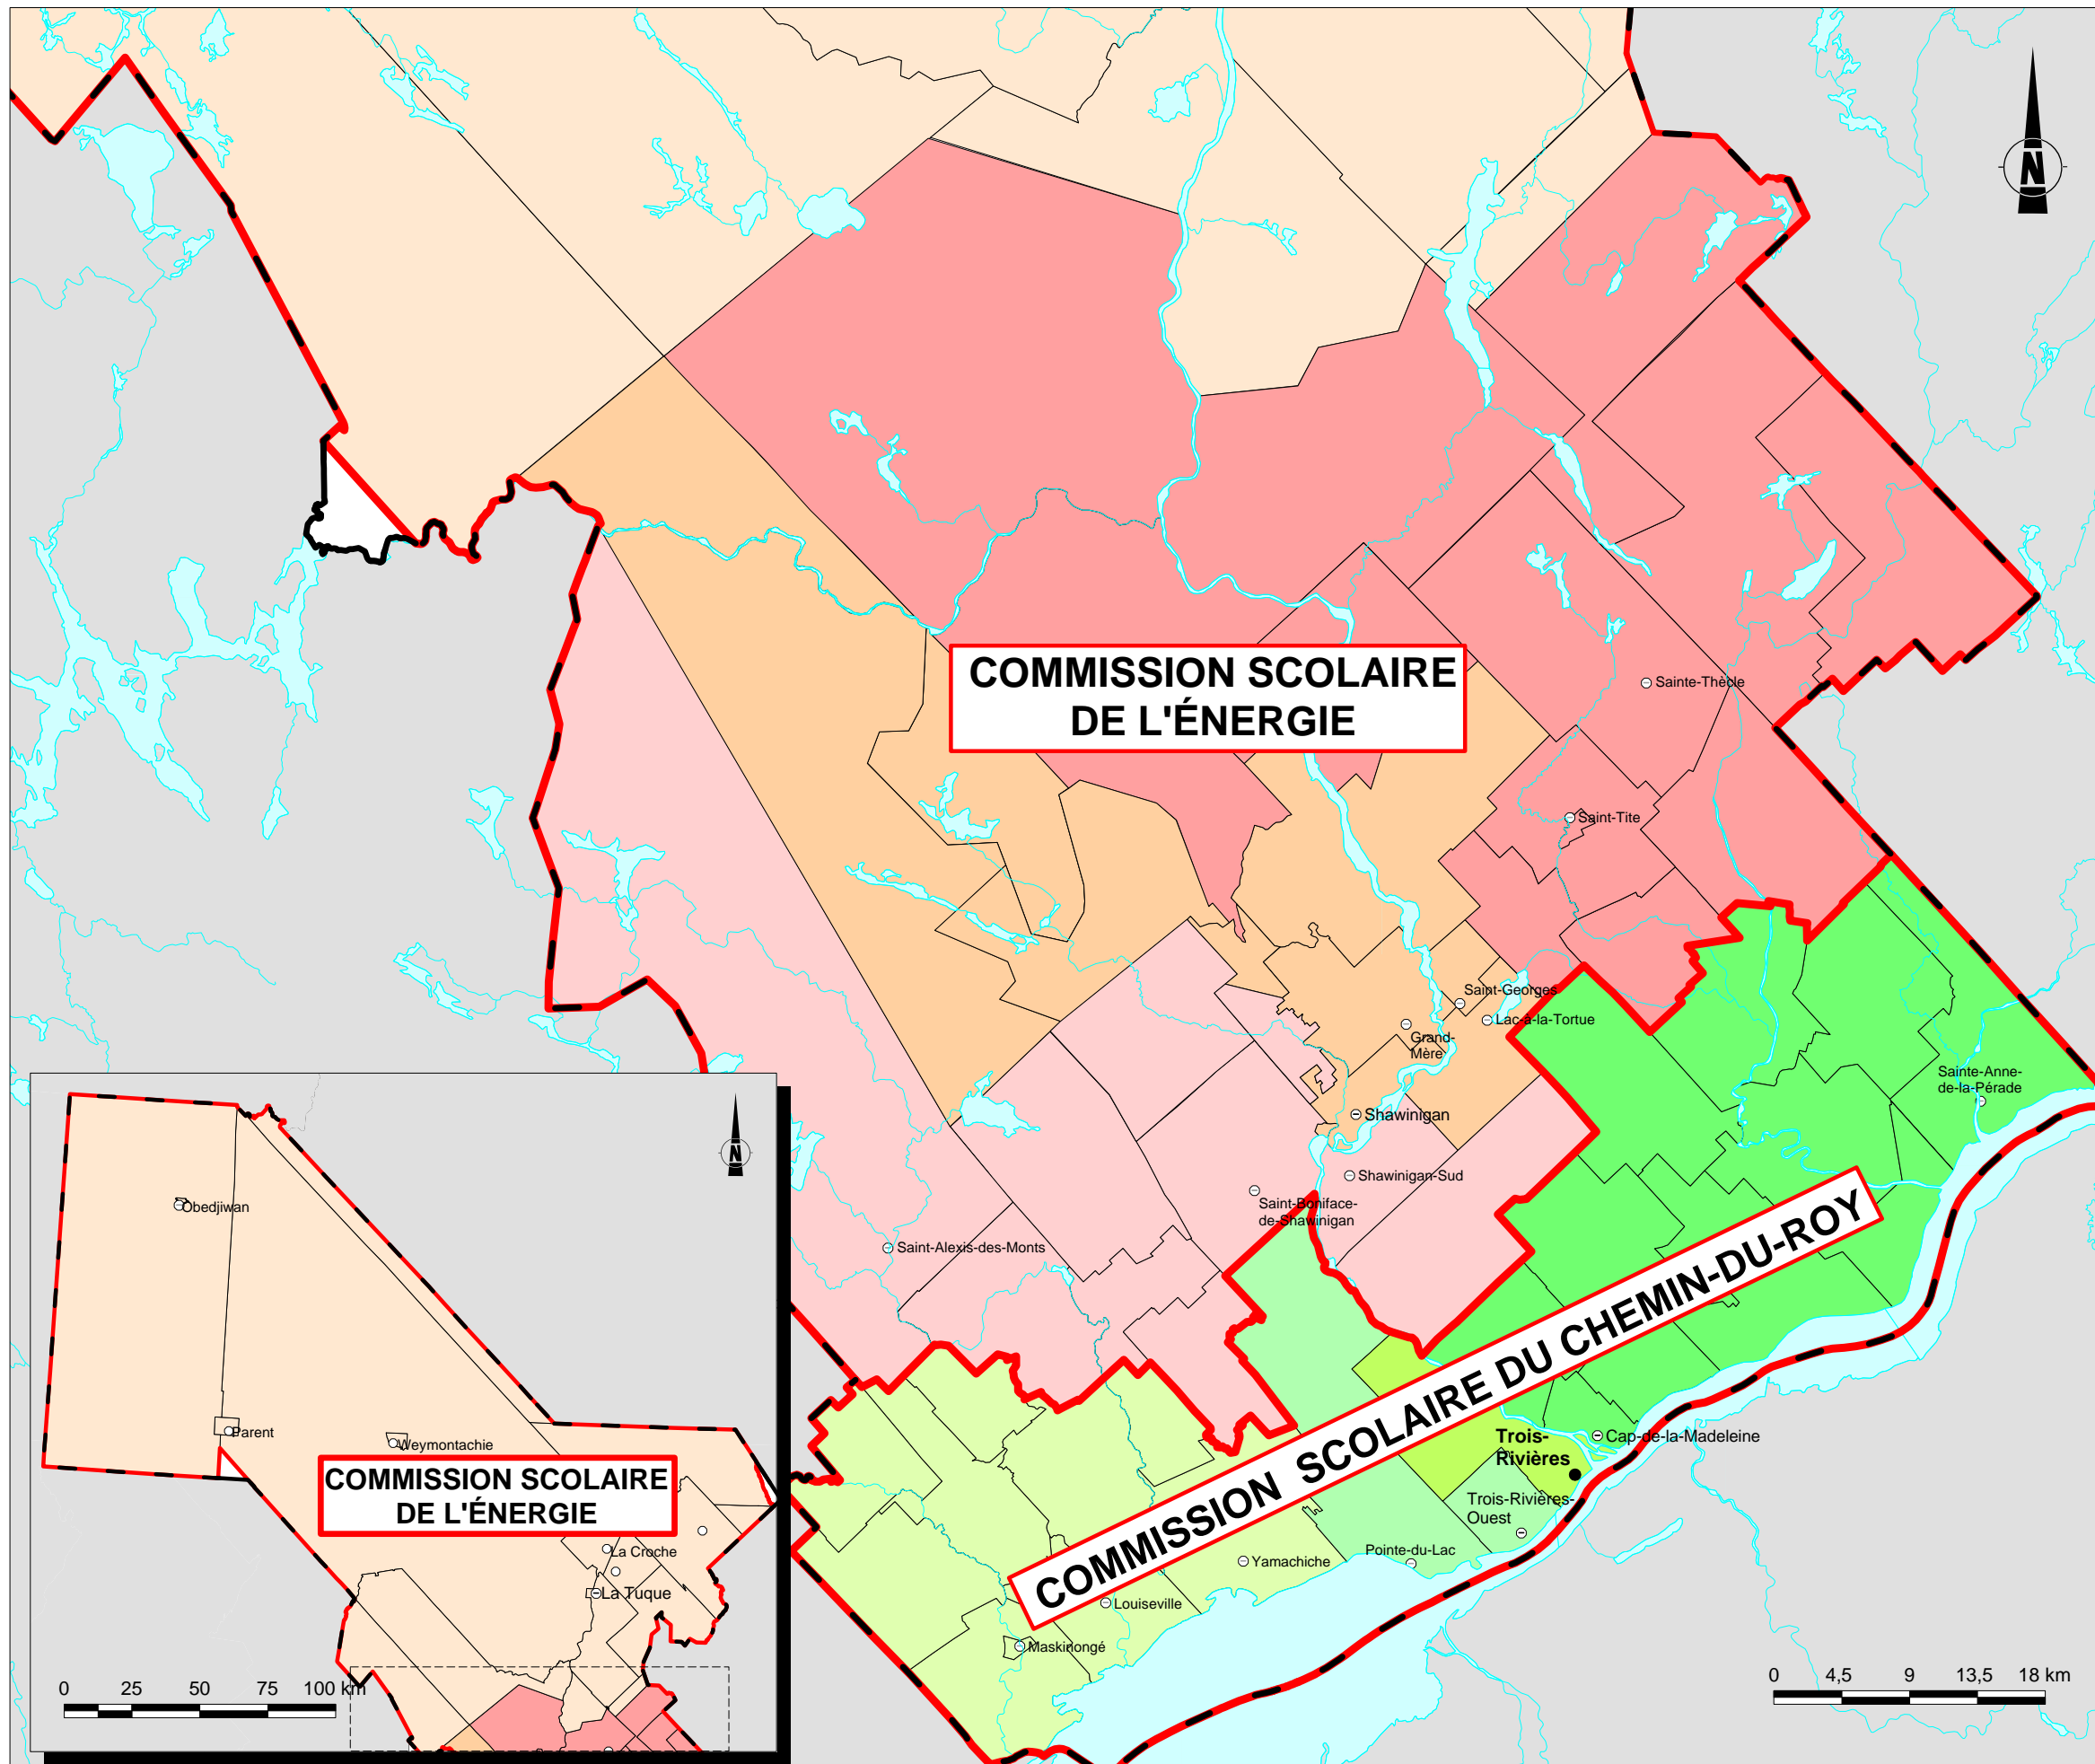 N
COMMISSION SCOLAIRE
DE L'ÉNERGIE
Sainte-Thècle
Saint-Tite
Saint-Georges
Lac-à-la-Tortue
Grand-
Mère
Sainte-Anne-
de-la-Pérade
Shawinigan
Shawinigan-Sud
Saint-Boniface-
de-Shawinigan
Saint-Alexis-des-Monts
COMMISSION SCOLAIRE DU CHEMIN-DU-ROY
Trois-
Rivières
Cap-de-la-Madeleine
Trois-Rivières-
Ouest
Pointe-du-Lac
Yamachiche
Louiseville
Maskinongé
0 4,5 9 13,5 18 km
N
Obedjiwan
Parent
Weymontachie
COMMISSION SCOLAIRE
DE L'ÉNERGIE
La Croche
La Tuque
0 25 50 75 100 km